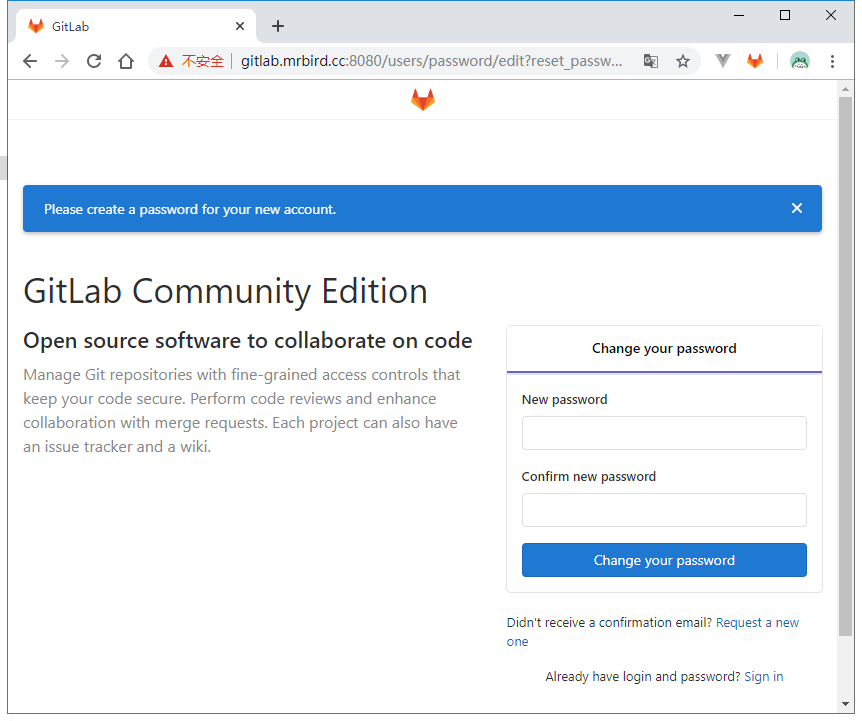 GitLab
不安全
gitlab.mrbird.cc:8080/users/password/edit?reset_passw...
Please create a password for your new account.
GitLab Community Edition
Open source software to collaborate on code
Manage Git repositories with fine-grained access controls that
keep your code secure. Perform code reviews and enhance
collaboration with merge requests. Each project can also have
an issue tracker and a wiki.
Change your password
New password
Confirm new password
Change your password
Didn't receive a confirmation email? Request a new
one
Already have login and password? Sign in